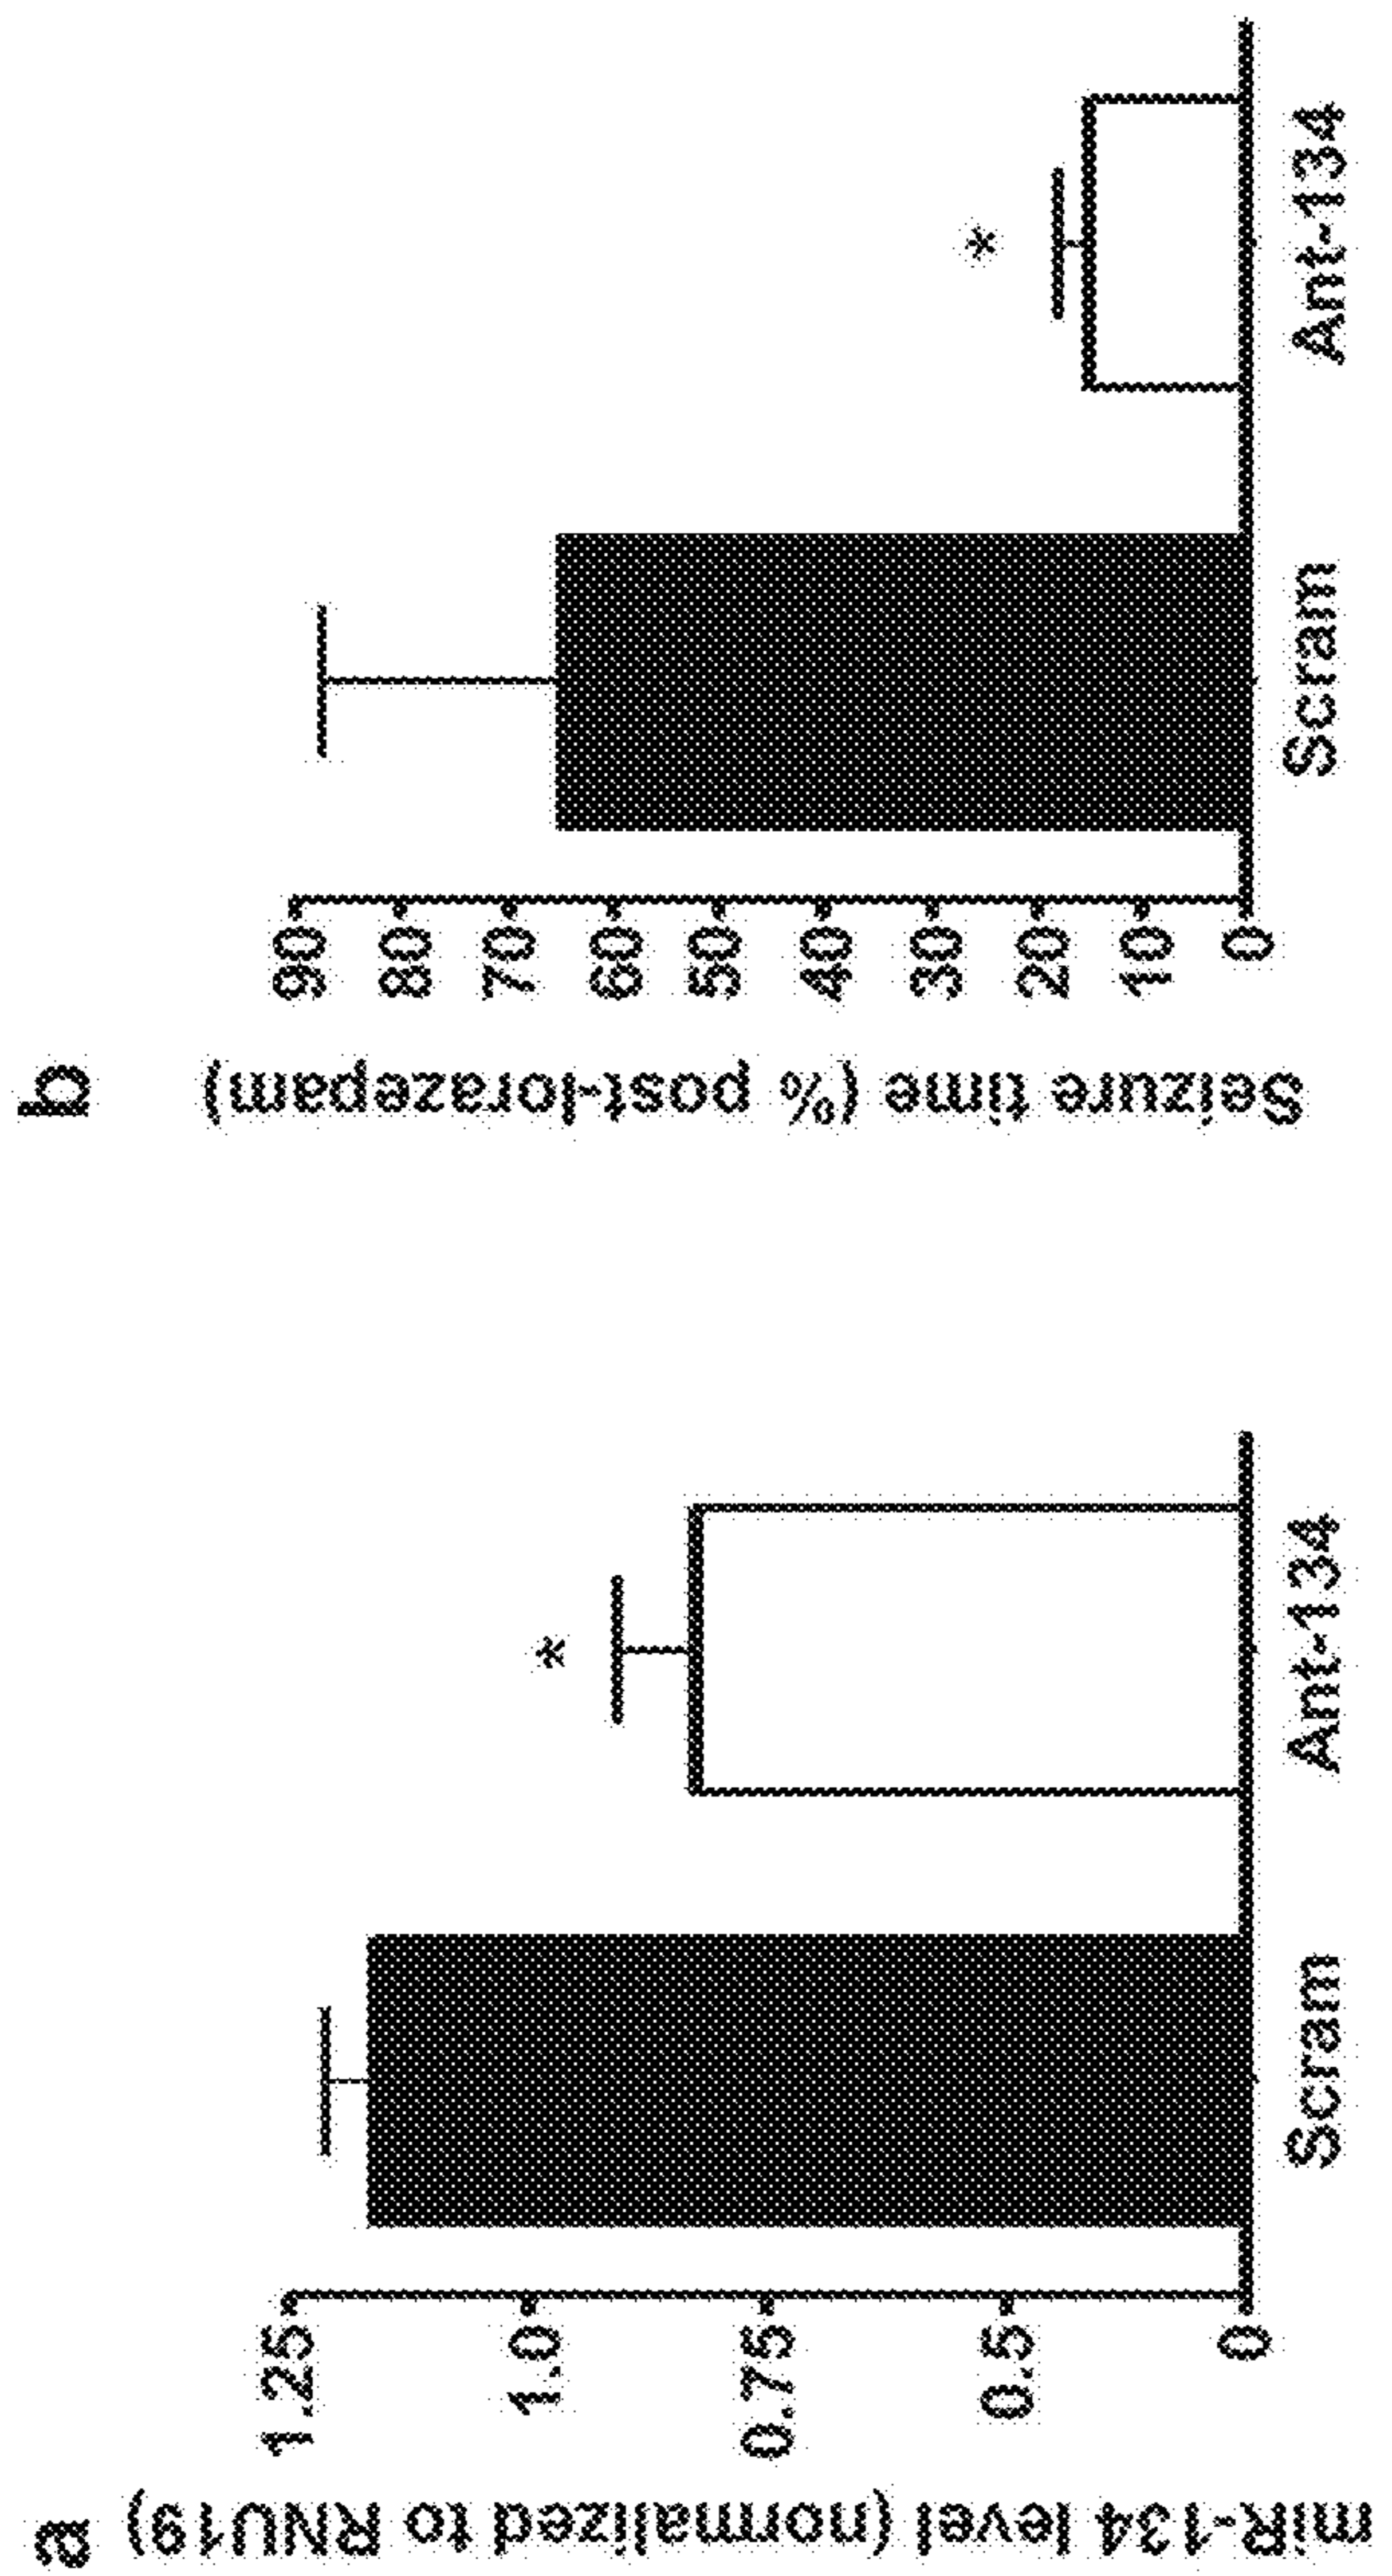 a
miR-134 level (normalized to RNU19)
1.25
1.0
0.75
0.5
0
*
Scram
Ant-134
b
Seizure time (% post-lorazepam)
90
80
70
60
50
40
30
20
10
0
*
Scram
Ant-134